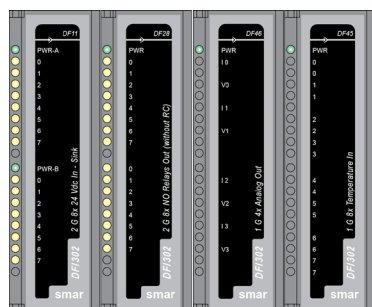 DF11
PWR-A
0
1
2
3
4
5
6
7
PWR-B
0
1
2
3
4
5
6
7
2 G 8x 24 Vdc In - Sink
DFI302
smar
DF28
PWR
0
1
2
3
4
5
6
7
0
1
2
3
4
5
6
7
2 G 8x NO Relays Out (without RC)
DFI302
smar
DF46
PWR
I 0
V0
I 1
V1
I 2
V2
I 3
V3
1 G 4x Analog Out
DFI302
smar
DF45
PWR
0
0
1
1
2
2
3
3
4
4
5
5
6
6
7
7
1 G 8x Temperature In
DFI302
smar